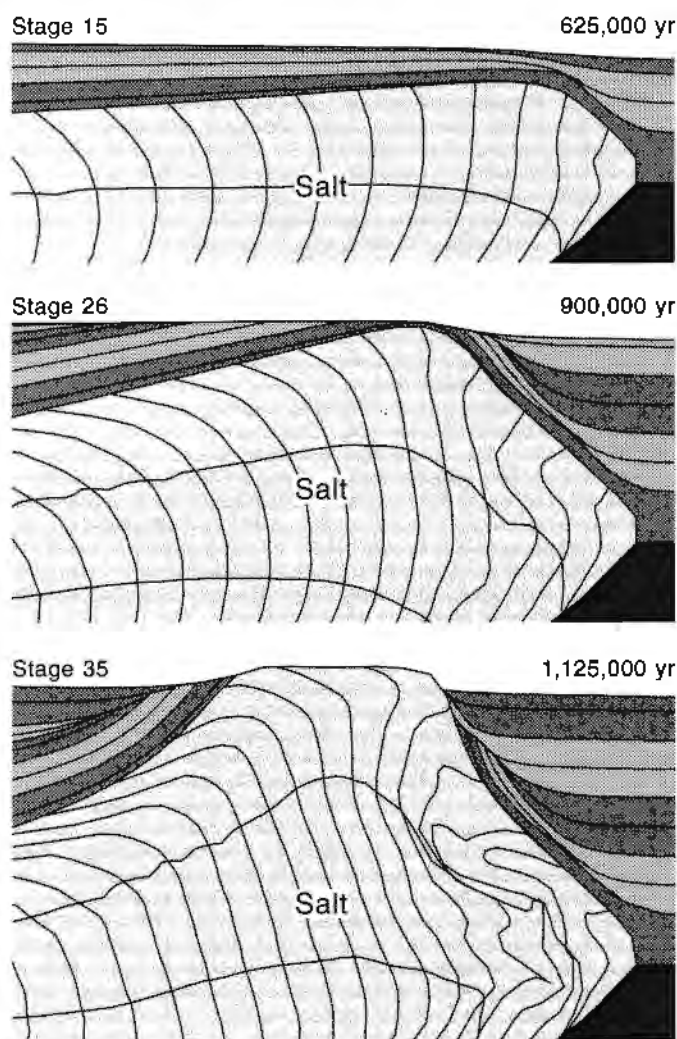 Stage 15 625,000 yr
Salt
Stage 26 900,000 yr
Salt
Stage 35 1,125,000 yr
Salt